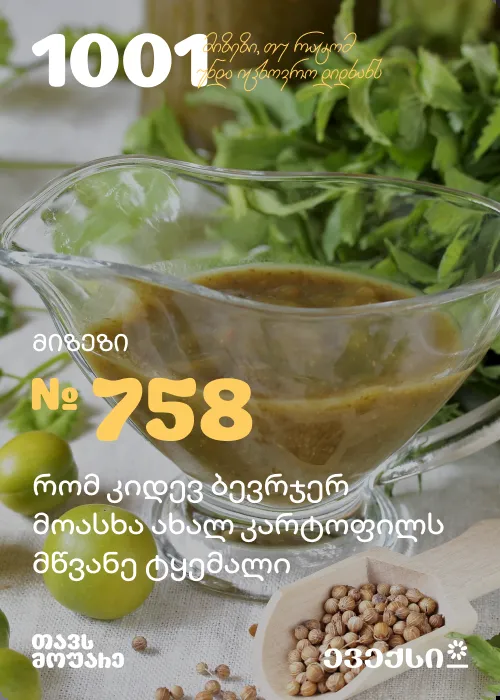 1001 მიზეზი, თუ რატომ
უნდა იცხოვრო დიდხანს
მიზეზი
№ 758
რომ კიდევ ბევრჯერ
მოასხა ახალ კარტოფილს
მწვანე ტყემალი
თავს
მოუარე
ევექსი